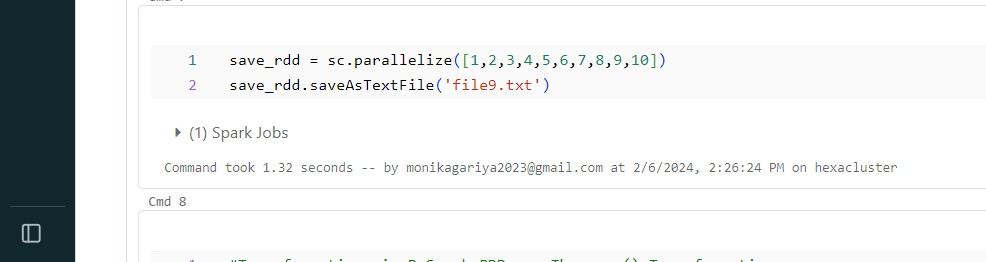 1 save_rdd = sc.parallelize([1,2,3,4,5,6,7,8,9,10])
2 save_rdd.saveAsTextFile('file9.txt')
(1) Spark Jobs
Command took 1.32 seconds -- by monikagariya2023@gmail.com at 2/6/2024, 2:26:24 PM on hexacluster
Cmd 8